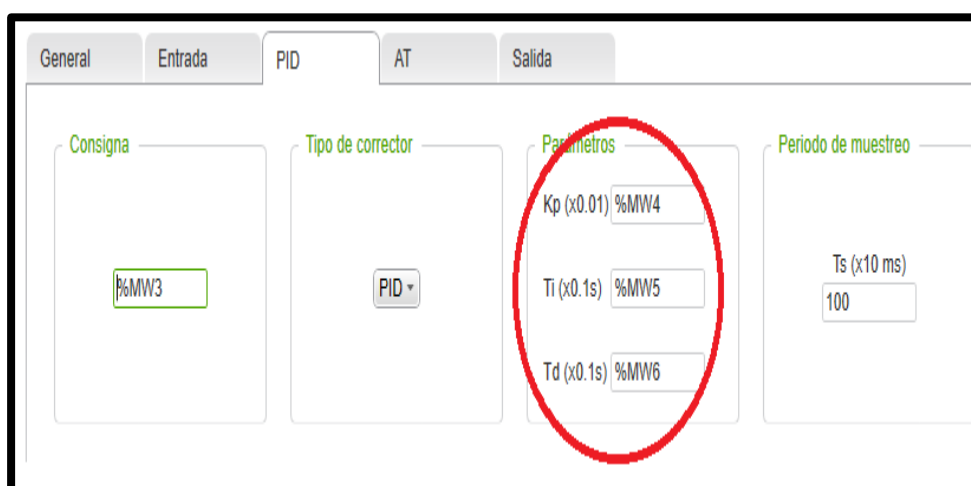 General Entrada PID AT Salida
Consigna Tipo de corrector Parámetros Periodo de muestreo
Kp (x0.01) %MW4
Ts (x10 ms)
%MW3 PID Ti (x0.1s) %MW5 100
Td (x0.1s) %MW6